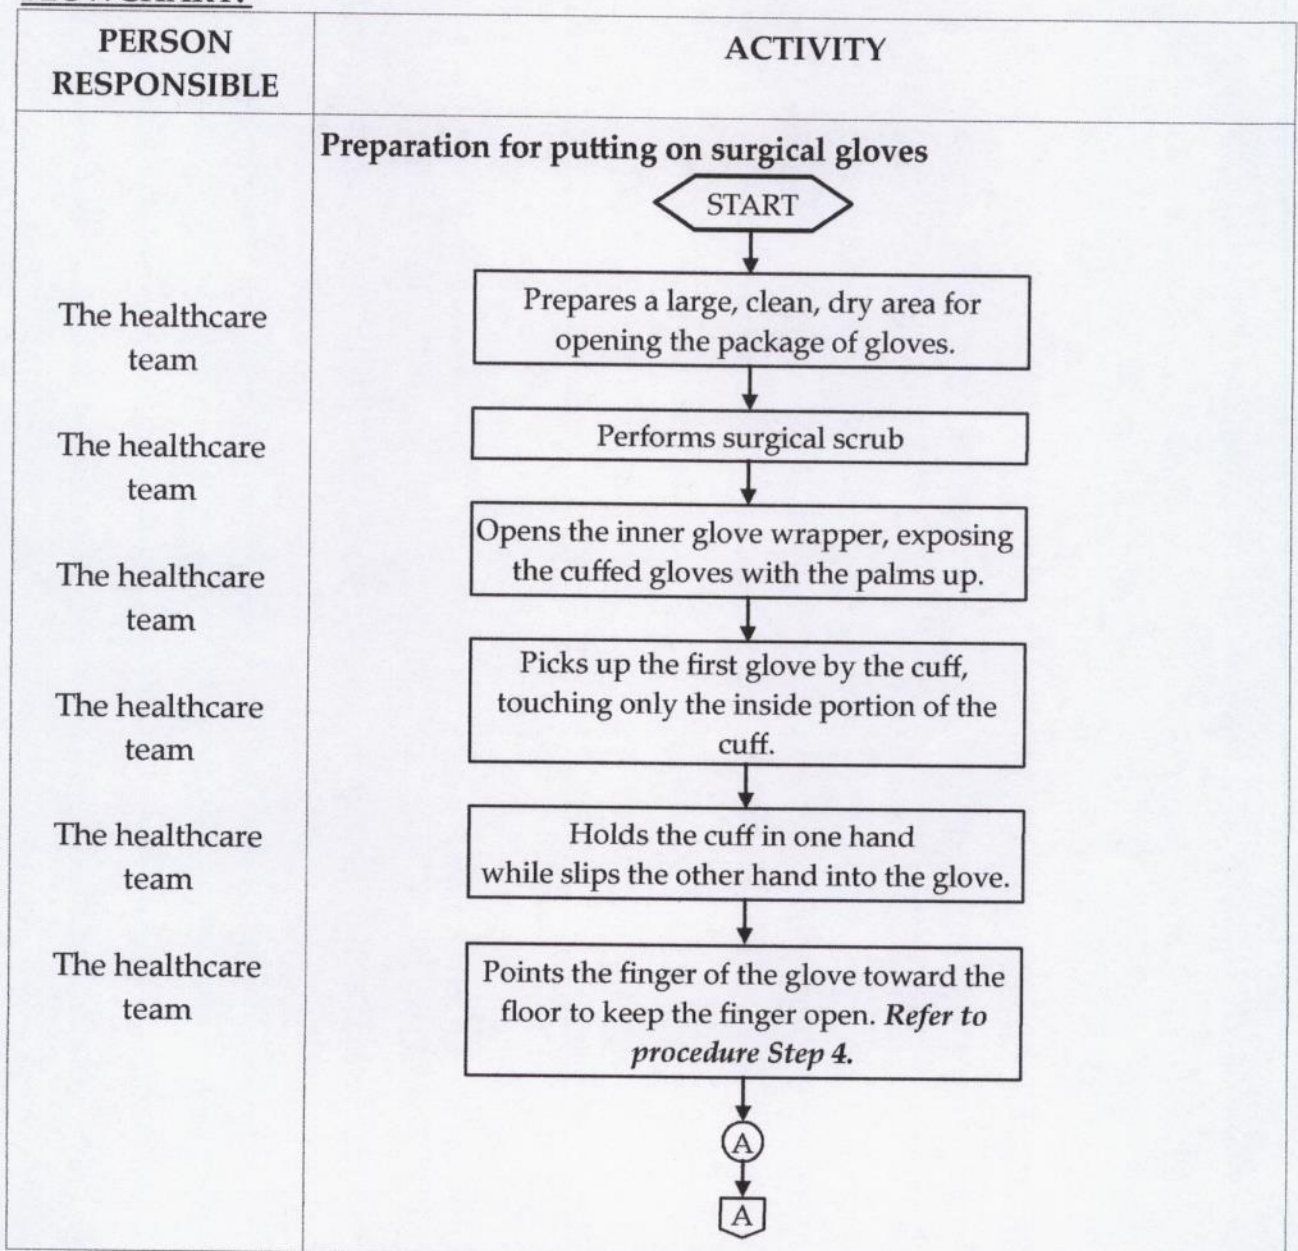 PERSON
RESPONSIBLE
ACTIVITY
Preparation for putting on surgical gloves
START
The healthcare
team
Prepares a large, clean, dry area for
opening the package of gloves.
The healthcare
team
Performs surgical scrub
The healthcare
team
Opens the inner glove wrapper, exposing
the cuffed gloves with the palms up.
The healthcare
team
Picks up the first glove by the cuff,
touching only the inside portion of the
cuff.
The healthcare
team
Holds the cuff in one hand
while slips the other hand into the glove.
The healthcare
team
Points the finger of the glove toward the
floor to keep the finger open. Refer to
procedure Step 4.
A
A